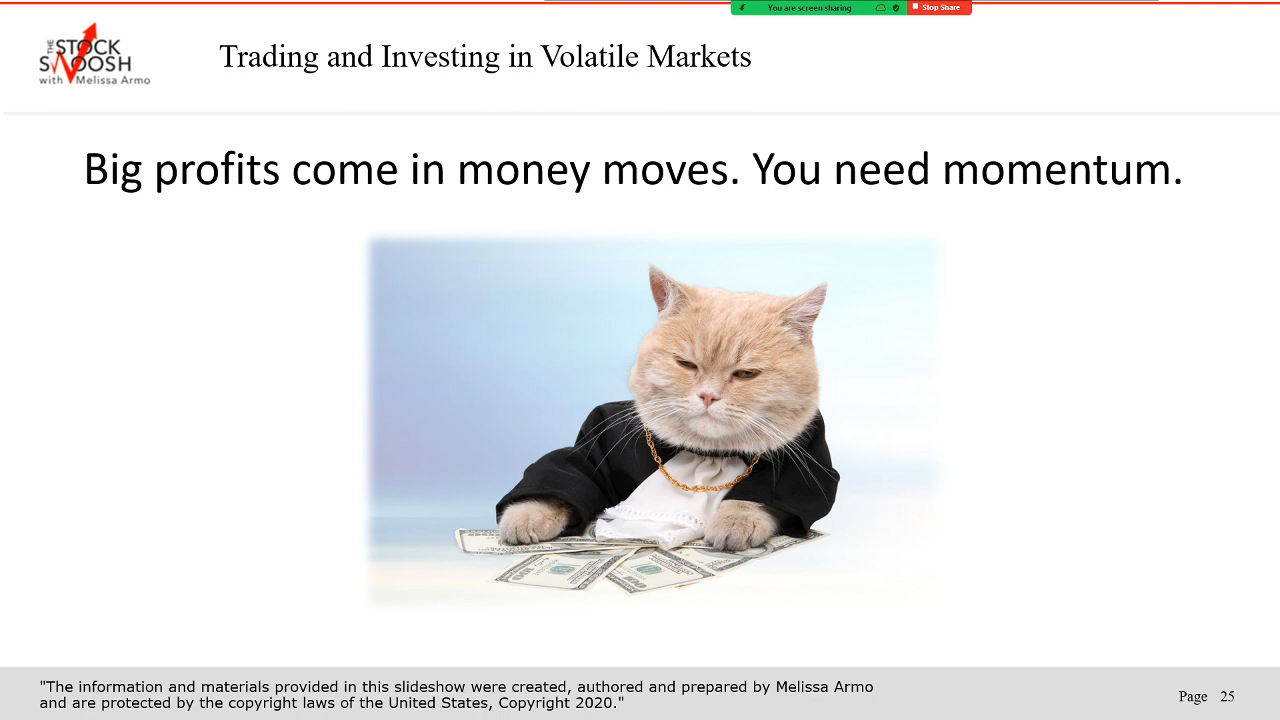 You are screen sharing
Stop Share
THE
STOCK
SWOOSH
with Melissa Armo
Trading and Investing in Volatile Markets
Big profits come in money moves. You need momentum.
100
"The information and materials provided in this slideshow were created, authored and prepared by Melissa Armo
and are protected by the copyright laws of the United States, Copyright 2020."
Page 25